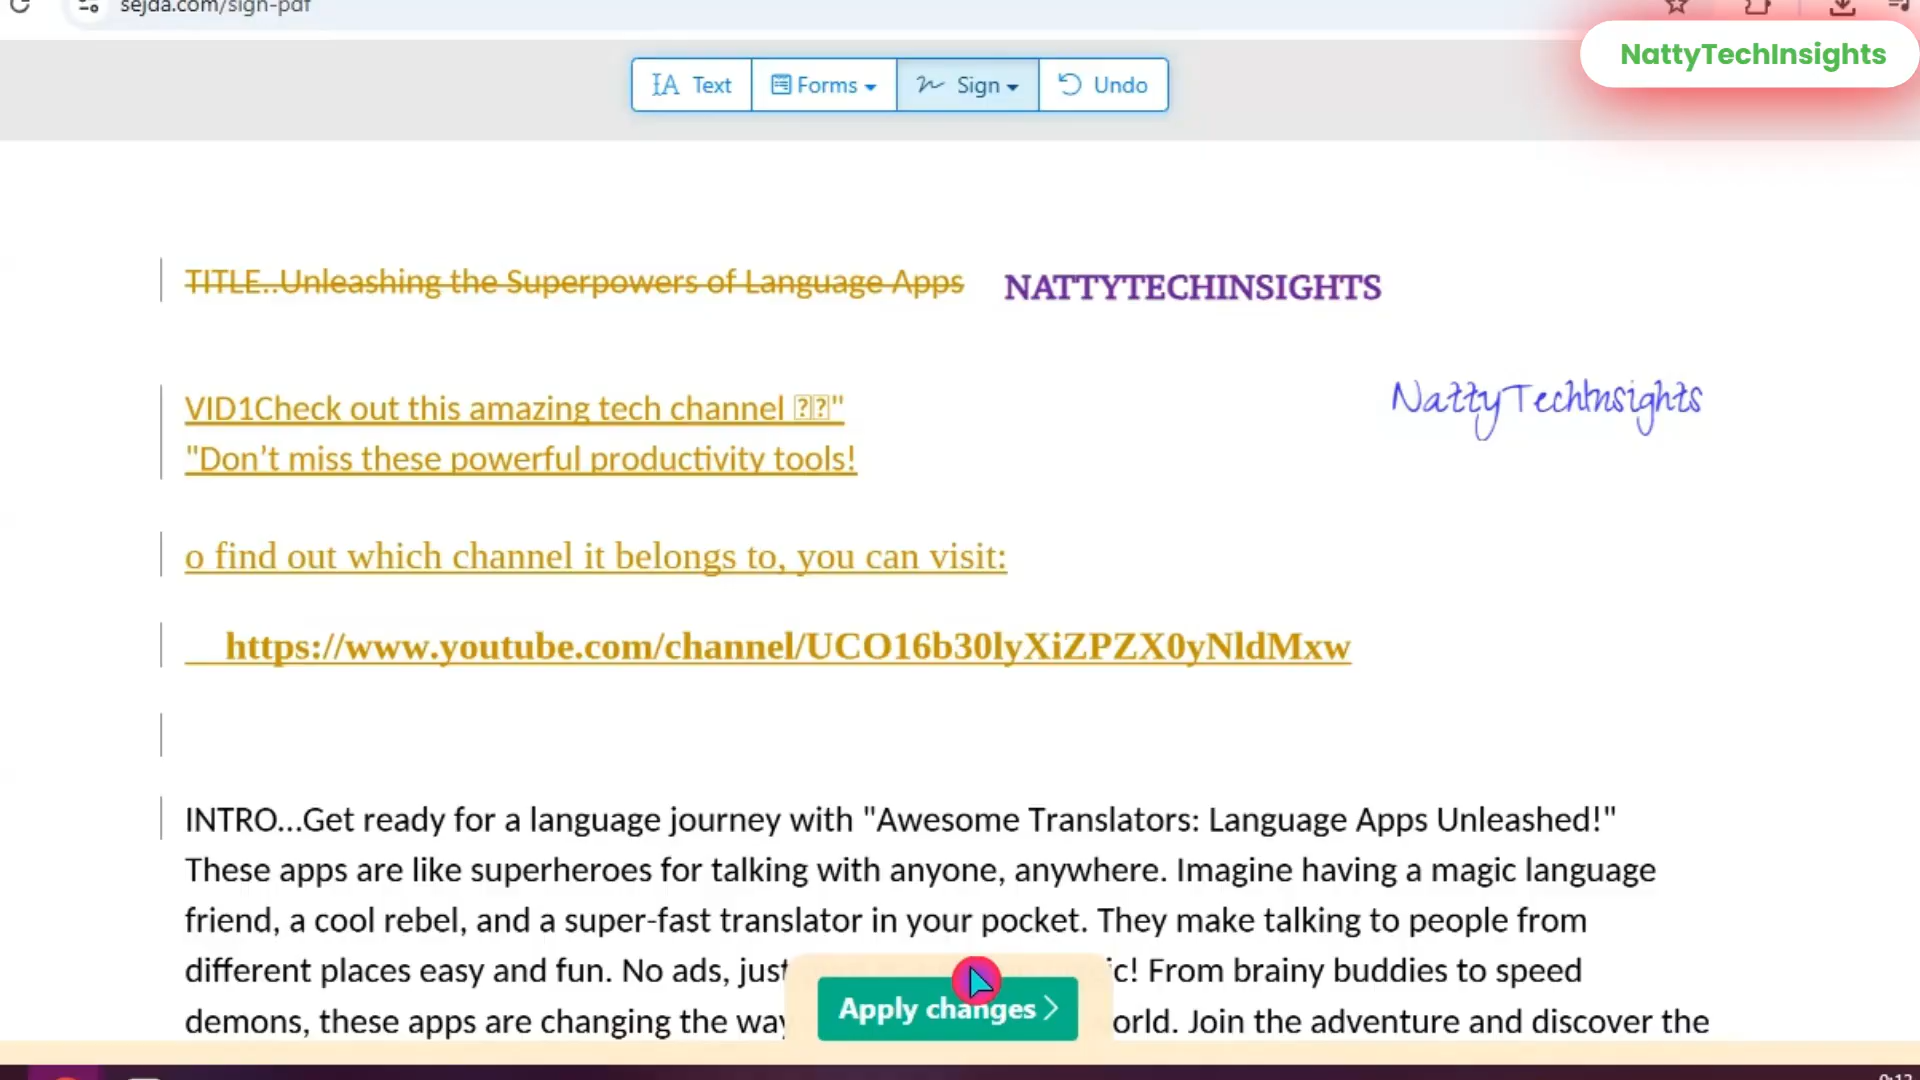 sejda.com/sign-pdf
NattyTechInsights
Text Forms Sign Undo
TITLE..Unleashing the Superpowers of Language Apps NATTYTECHINSIGHTS
VID1Check out this amazing tech channel "
NattyTechInsights
"Don’t miss these powerful productivity tools!
o find out which channel it belongs to, you can visit:
https://www.youtube.com/channel/UCO16b30lyXiZPZX0yNldMxw
INTRO...Get ready for a language journey with "Awesome Translators: Language Apps Unleashed!"
These apps are like superheroes for talking with anyone, anywhere. Imagine having a magic language
friend, a cool rebel, and a super-fast translator in your pocket. They make talking to people from
different places easy and fun. No ads, c! From brainy buddies to speed
Apply changes
demons, these apps are changing the orld. Join the adventure and discover the